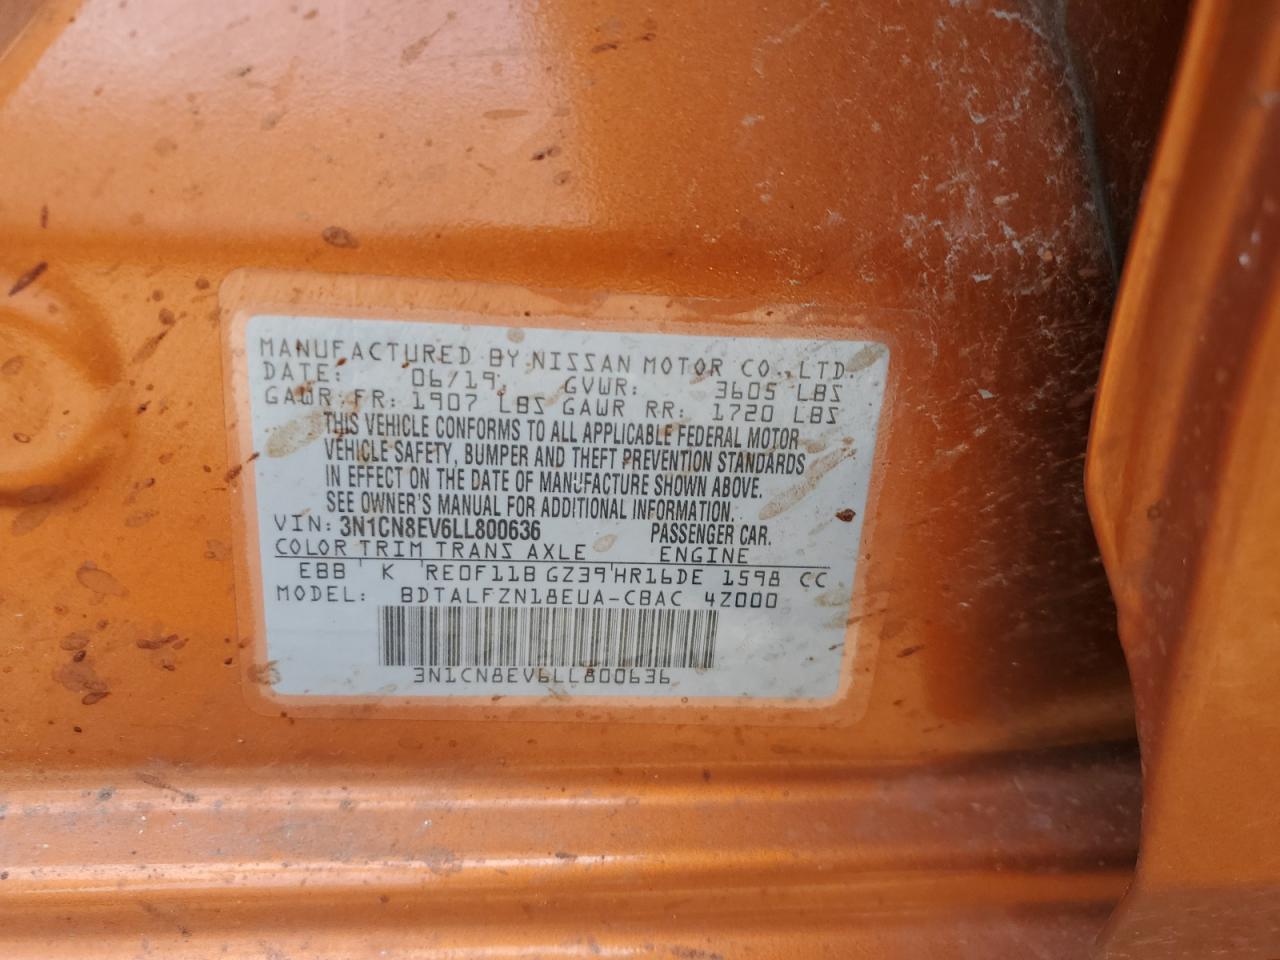 MANUFACTURED BY NISSAN MOTOR CO.,LTD.
DATE: 06/19 GVWR: 3605 LBS
GAWR FR: 1907 LBS GAWR RR: 1720 LBS
THIS VEHICLE CONFORMS TO ALL APPLICABLE FEDERAL MOTOR
VEHICLE SAFETY, BUMPER AND THEFT PREVENTION STANDARDS
IN EFFECT ON THE DATE OF MANUFACTURE SHOWN ABOVE.
SEE OWNER'S MANUAL FOR ADDITIONAL INFORMATION.
VIN: 3N1CN8EV6LL800636 PASSENGER CAR.
COLOR TRIM TRANS AXLE ENGINE
EBB K RE0F11B GZ39 HR16DE 1598 CC
MODEL: BDTALFZN18EUA-CBAC 4Z000
3N1CN8EV6LL800636